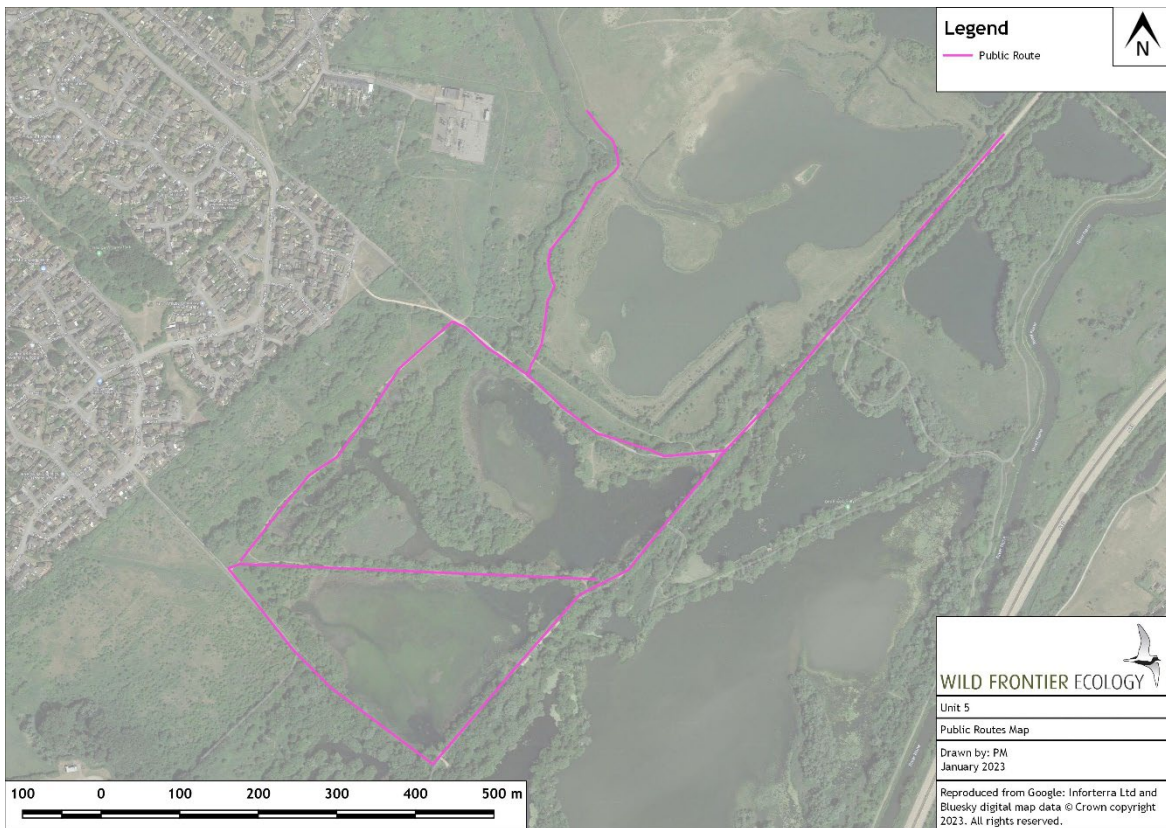 Legend
Public Route
N
WILD FRONTIER ECOLOGY
Unit 5
Public Routes Map
Drawn by: PM
January 2023
Reproduced from Google: Inforterra Ltd and
Bluesky digital map data © Crown copyright
2023. All rights reserved.
100 0 100 200 300 400 500 m